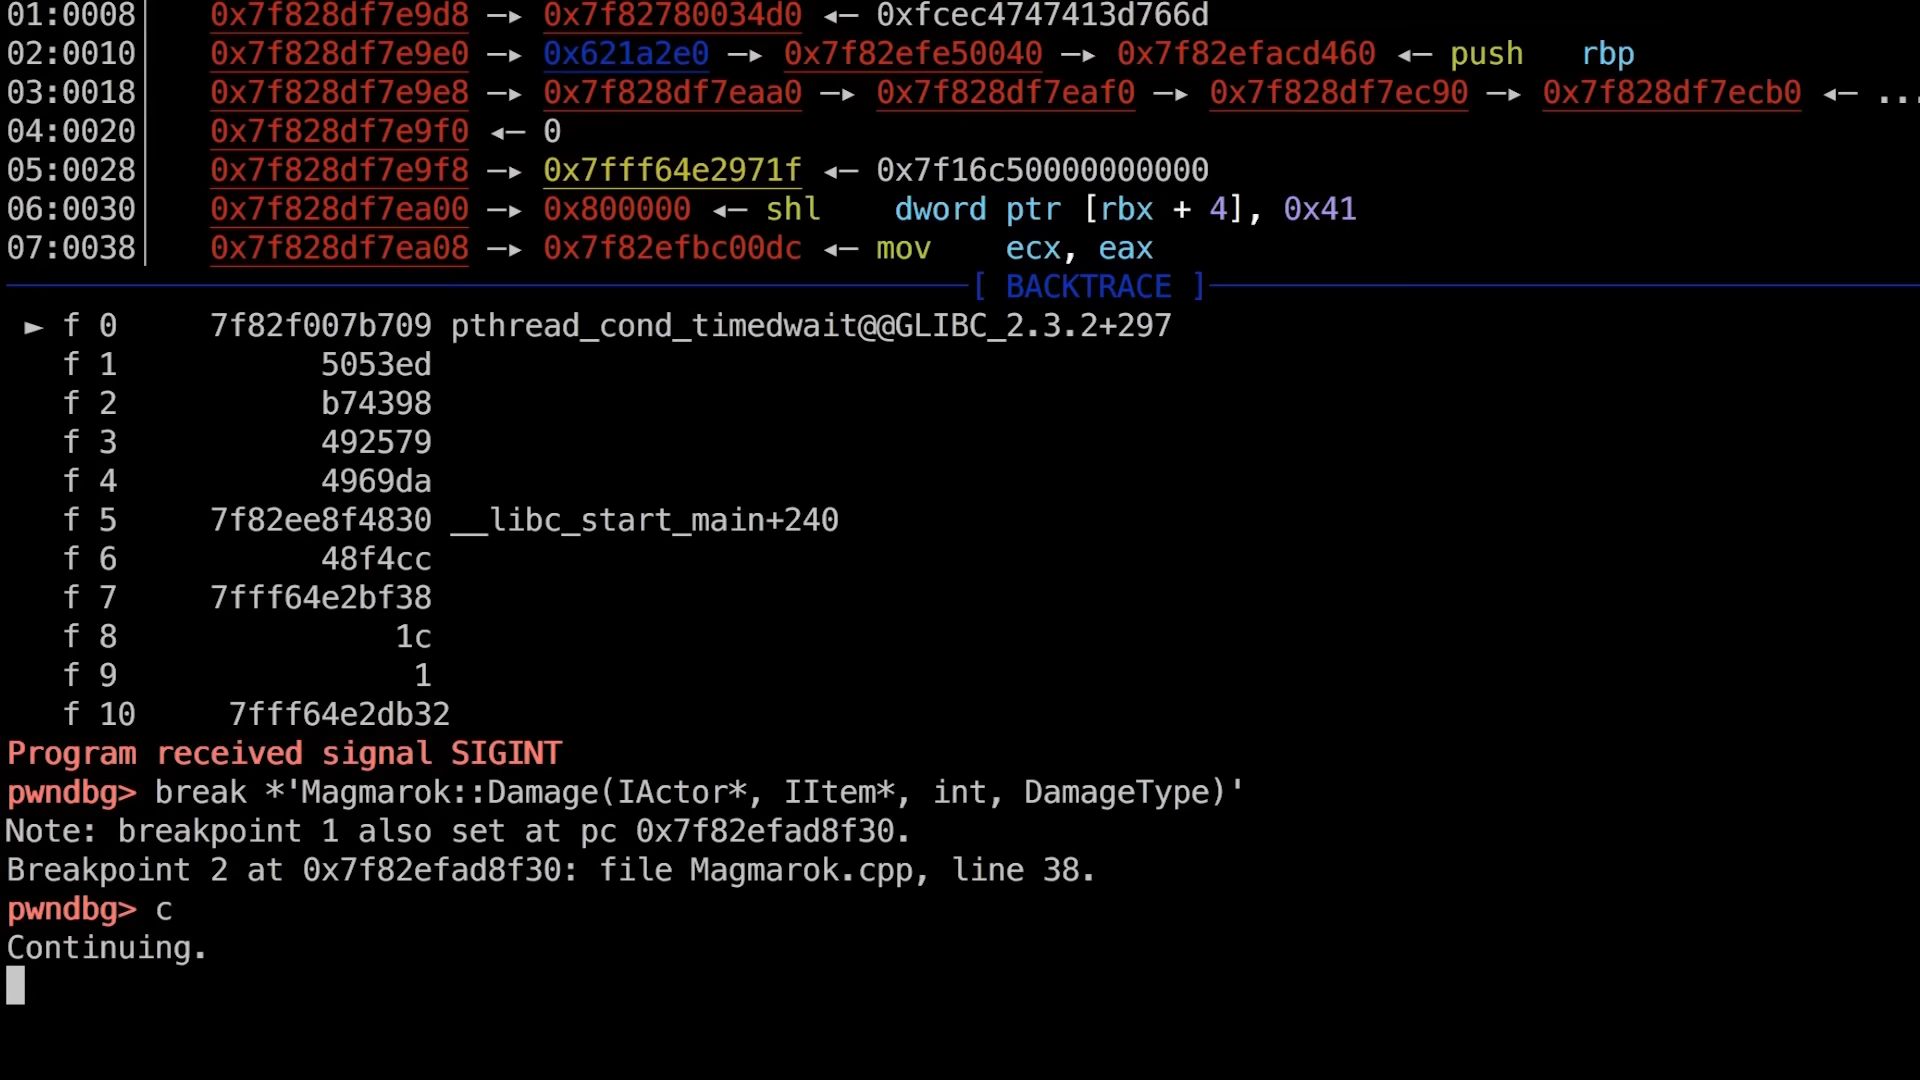 01:0008│ 0x7f828df7e9d8 —▸ 0x7f82780034d0 ◂— 0xfcec4747413d766d
02:0010│ 0x7f828df7e9e0 —▸ 0x621a2e0 —▸ 0x7f82efe50040 —▸ 0x7f82efacd460 ◂— push rbp
03:0018│ 0x7f828df7e9e8 —▸ 0x7f828df7eaa0 —▸ 0x7f828df7eaf0 —▸ 0x7f828df7ec90 —▸ 0x7f828df7ecb0 ◂— ...
04:0020│ 0x7f828df7e9f0 ◂— 0
05:0028│ 0x7f828df7e9f8 —▸ 0x7fff64e2971f ◂— 0x7f16c50000000000
06:0030│ 0x7f828df7ea00 —▸ 0x800000 ◂— shl dword ptr [rbx + 4], 0x41
07:0038│ 0x7f828df7ea08 —▸ 0x7f82efbc00dc ◂— mov ecx, eax
[ BACKTRACE ]
► f 0 7f82f007b709 pthread_cond_timedwait@@GLIBC_2.3.2+297
f 1 5053ed
f 2 b74398
f 3 492579
f 4 4969da
f 5 7f82ee8f4830 __libc_start_main+240
f 6 48f4cc
f 7 7fff64e2bf38
f 8 1c
f 9 1
f 10 7fff64e2db32
Program received signal SIGINT
pwndbg> break *'Magmarok::Damage(IActor*, IItem*, int, DamageType)'
Note: breakpoint 1 also set at pc 0x7f82efad8f30.
Breakpoint 2 at 0x7f82efad8f30: file Magmarok.cpp, line 38.
pwndbg> c
Continuing.